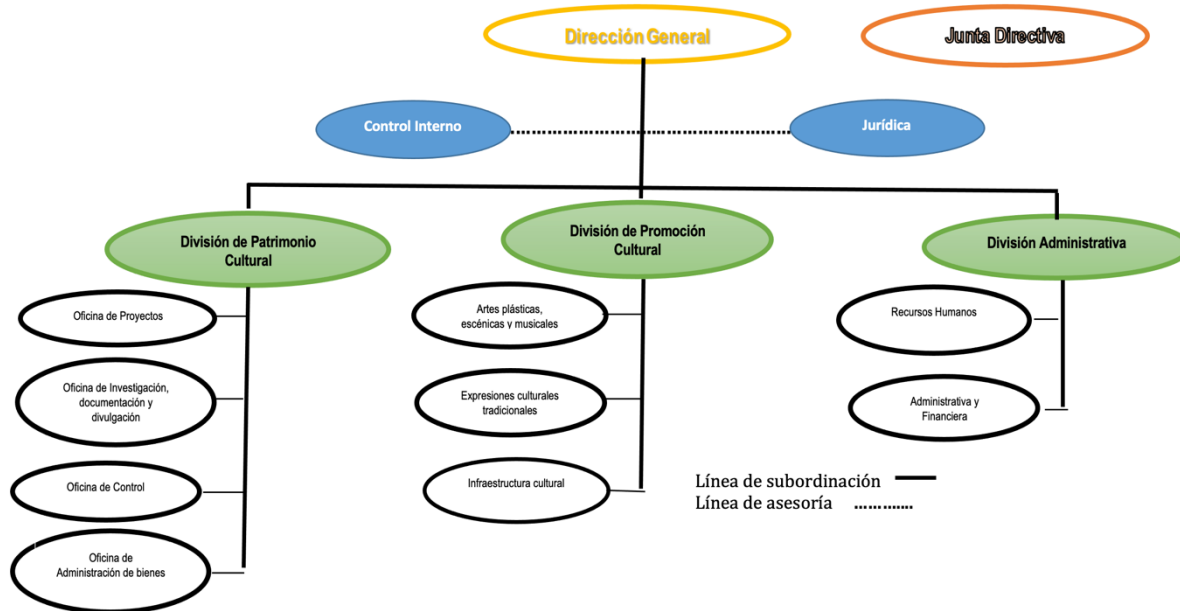 Dirección General
Junta Directiva
Control Interno
Jurídica
División de Patrimonio
Cultural
División de Promoción
Cultural
División Administrativa
Oficina de Proyectos
Oficina de Investigación,
documentación y
divulgación
Oficina de Control
Oficina de
Administración de bienes
Artes plásticas,
escénicas y musicales
Expresiones culturales
tradicionales
Infraestructura cultural
Recursos Humanos
Administrativa y
Financiera
Línea de subordinación
Línea de asesoría